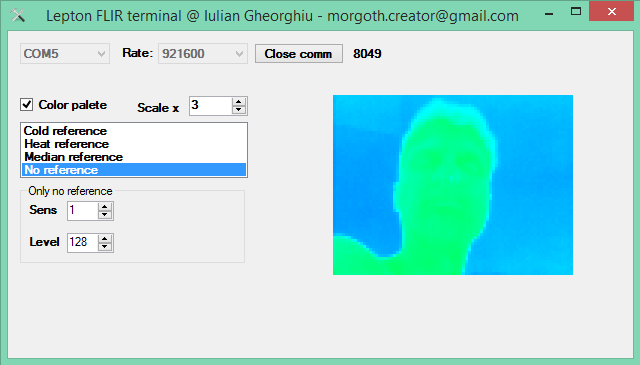 Lepton FLIR terminal @ Iulian Gheorghiu - morgoth.creator@gmail.com
COM5 Rate: 921600 Close comm 8049
Color palete Scale x 3
Cold reference
Heat reference
Median reference
No reference
Only no reference
Sens 1
Level 128